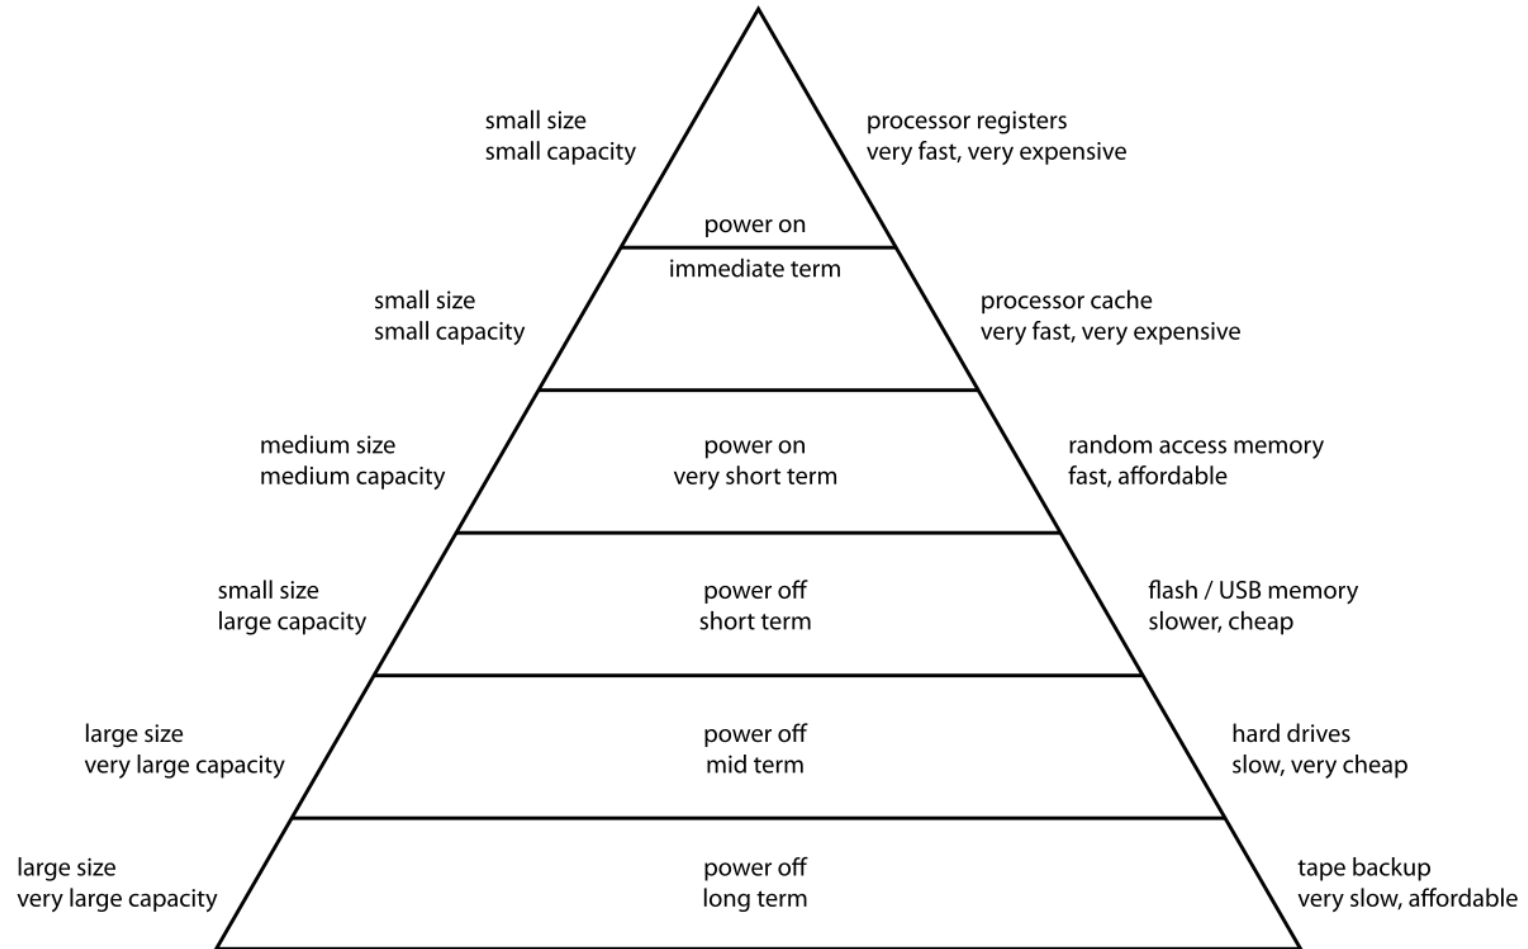 small size
small capacity
processor registers
very fast, very expensive
power on
immediate term
small size
small capacity
processor cache
very fast, very expensive
medium size
medium capacity
power on
very short term
random access memory
fast, affordable
small size
large capacity
power off
short term
flash / USB memory
slower, cheap
large size
very large capacity
power off
mid term
hard drives
slow, very cheap
large size
very large capacity
power off
long term
tape backup
very slow, affordable